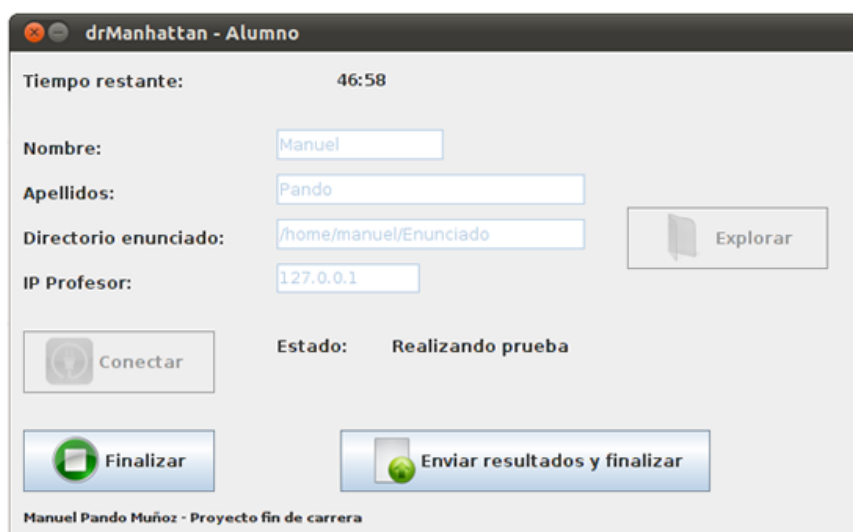 drManhattan - Alumno
Tiempo restante: 46:58
Nombre: Manuel
Apellidos: Pando
Directorio enunciado: /home/manuel/Enunciado
Explorar
IP Profesor: 127.0.0.1
Conectar
Estado: Realizando prueba
Finalizar
Enviar resultados y finalizar
Manuel Pando Muñoz - Proyecto fin de carrera